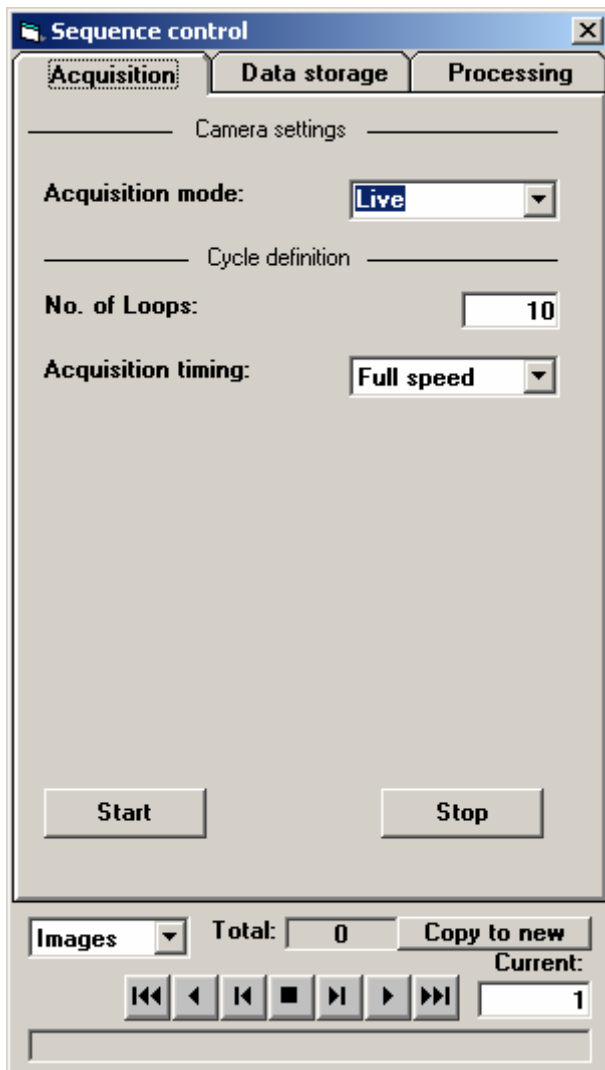 Sequence control
Acquisition Data storage Processing
Camera settings
Acquisition mode: Live
Cycle definition
No. of Loops: 10
Acquisition timing: Full speed
Start Stop
Images Total: 0 Copy to new
Current:
1